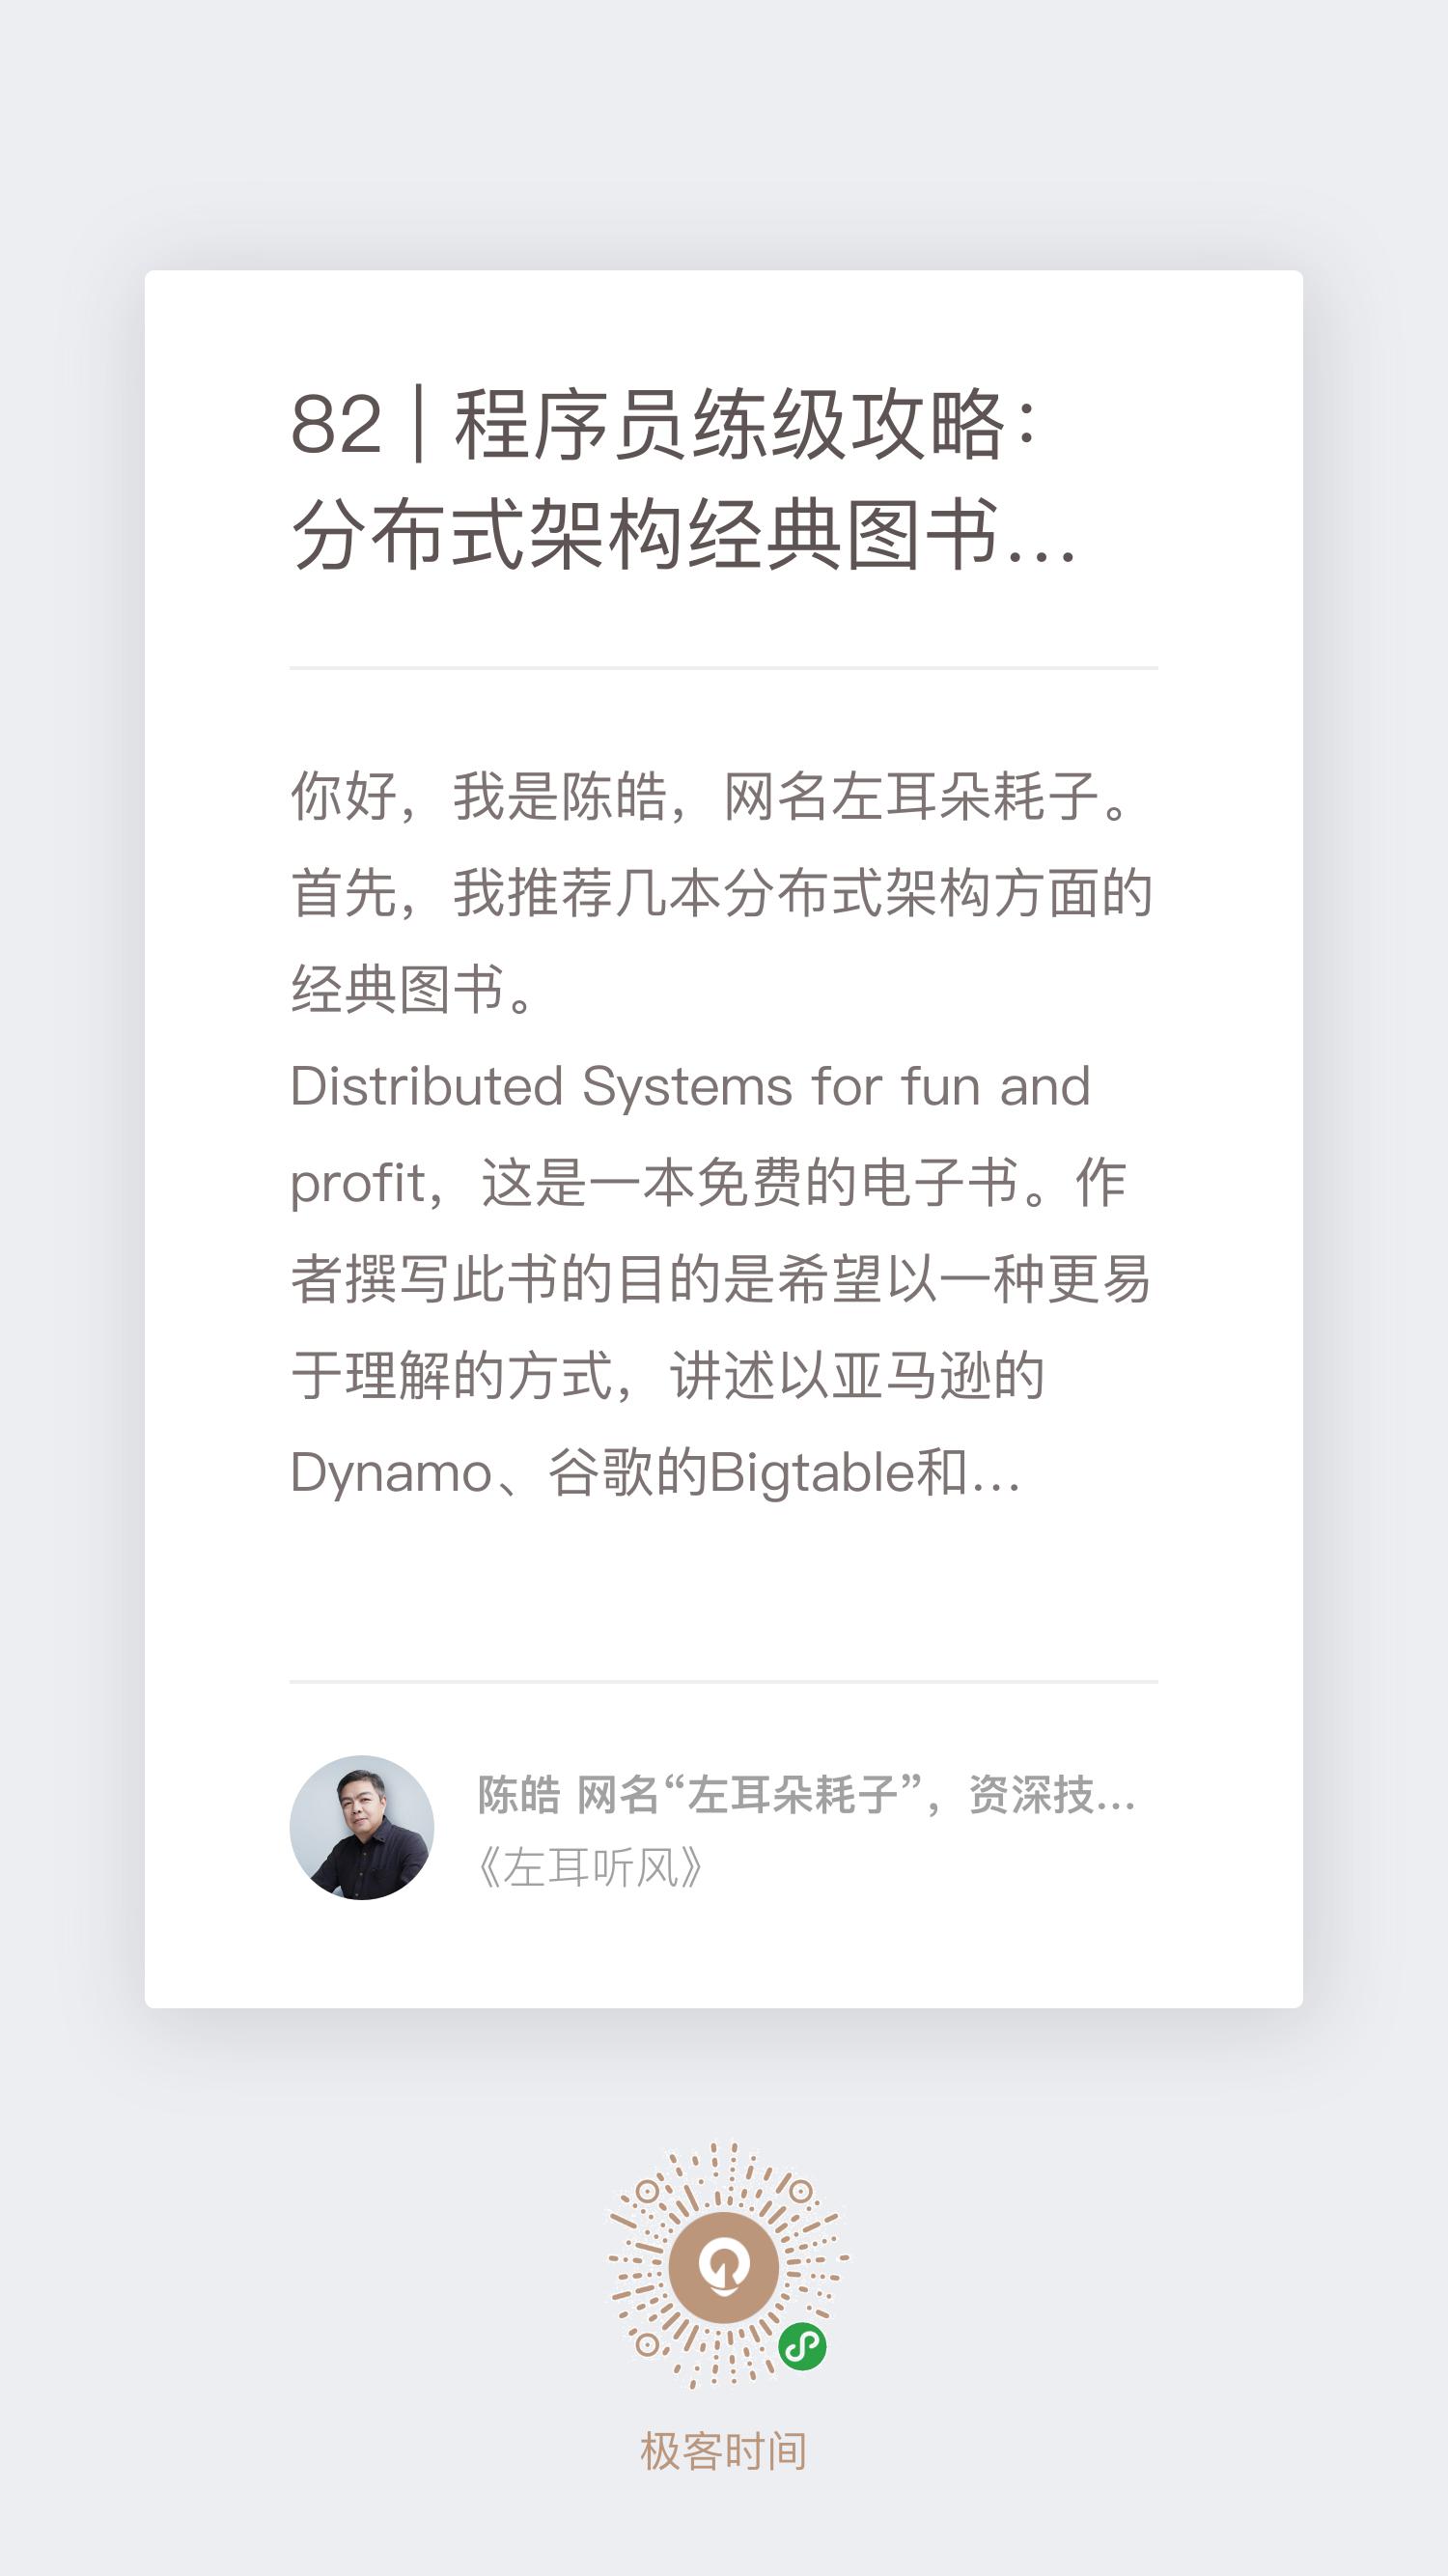 82 | 程序员练级攻略：
分布式架构经典图书...
你好，我是陈皓，网名左耳朵耗子。
首先，我推荐几本分布式架构方面的
经典图书。
Distributed Systems for fun and
profit，这是一本免费的电子书。作
者撰写此书的目的是希望以一种更易
于理解的方式，讲述以亚马逊的
Dynamo、谷歌的Bigtable和...
陈皓 网名“左耳朵耗子”，资深技...
《左耳听风》
极客时间